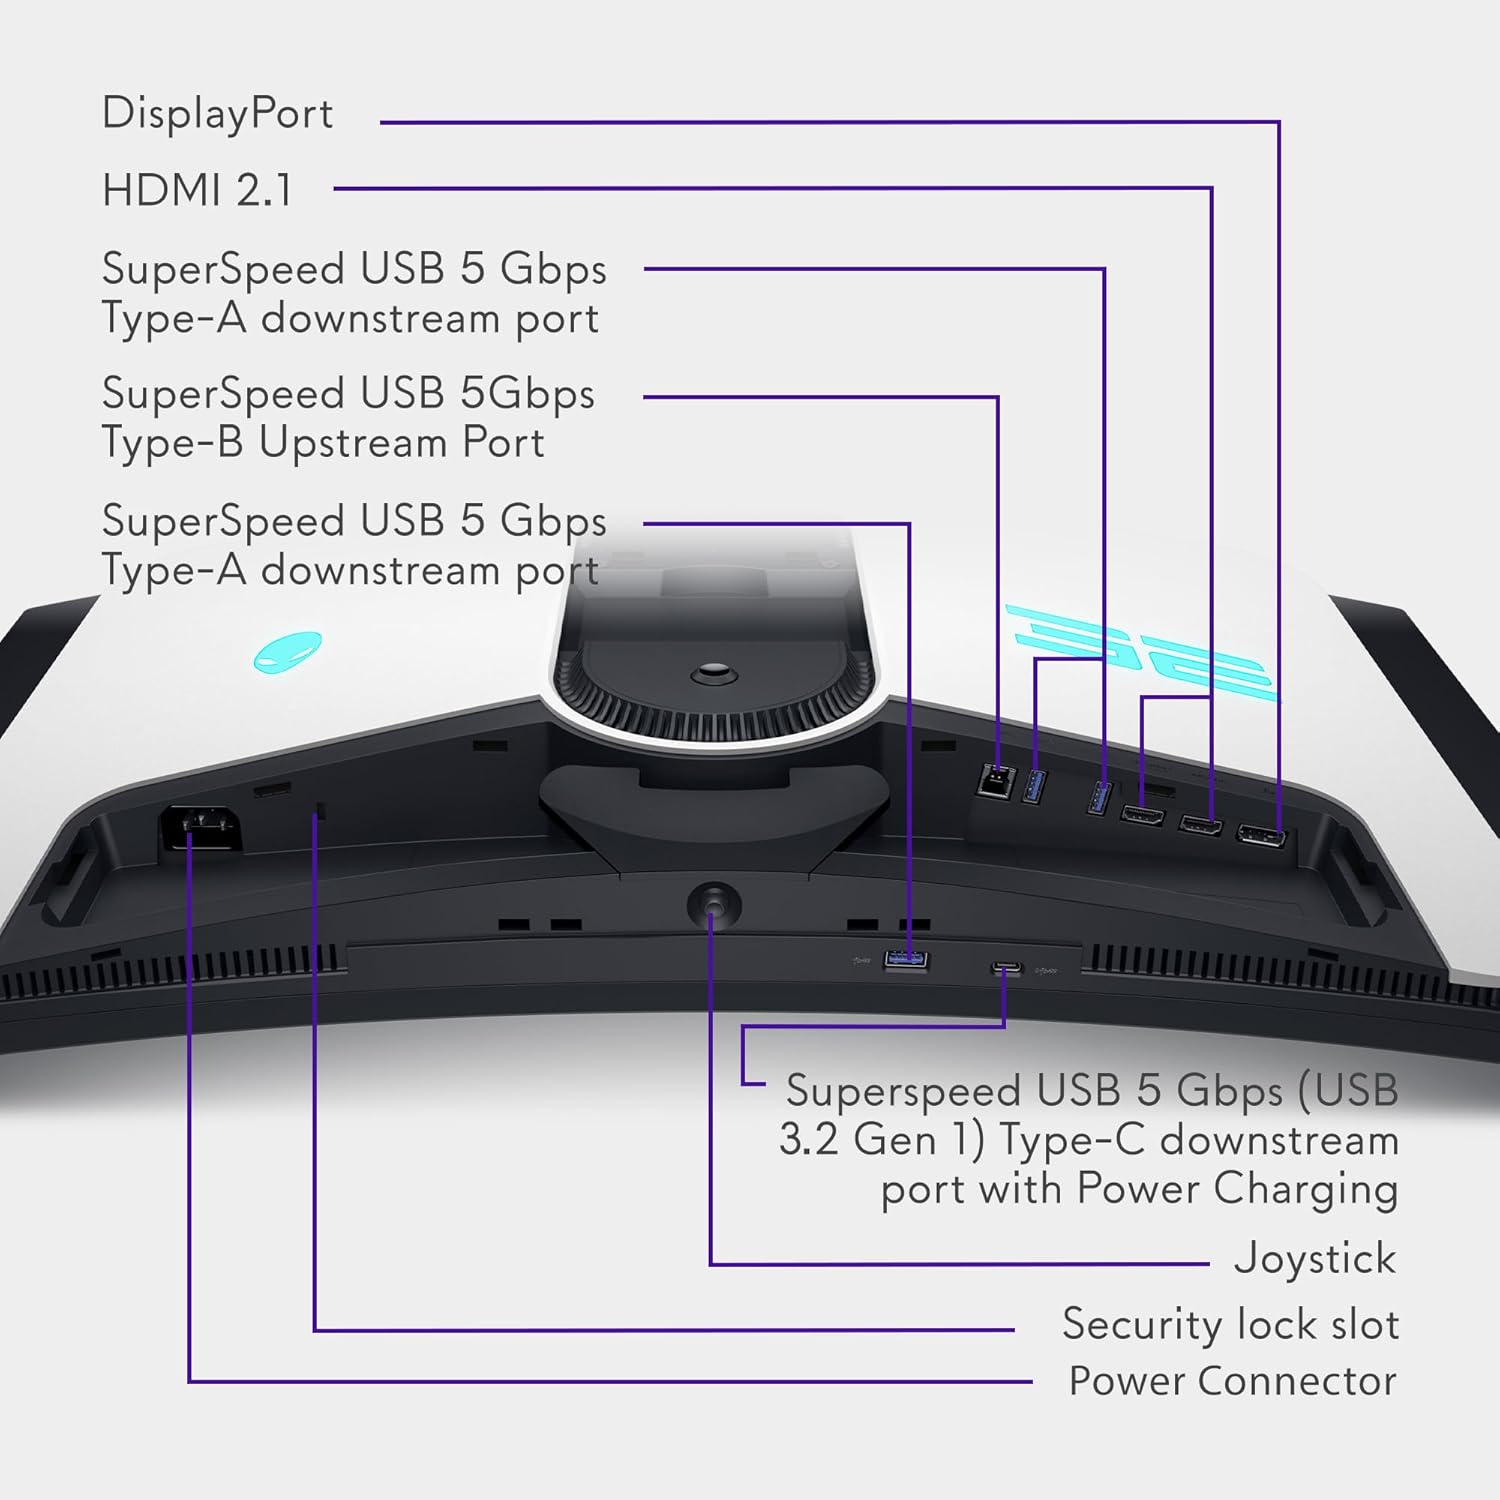 DisplayPort
HDMI 2.1
SuperSpeed USB 5 Gbps
Type-A downstream port
SuperSpeed USB 5Gbps
Type-B Upstream Port
SuperSpeed USB 5 Gbps
Type-A downstream port
32
Superspeed USB 5 Gbps (USB
3.2 Gen 1) Type-C downstream
port with Power Charging
Joystick
Security lock slot
Power Connector